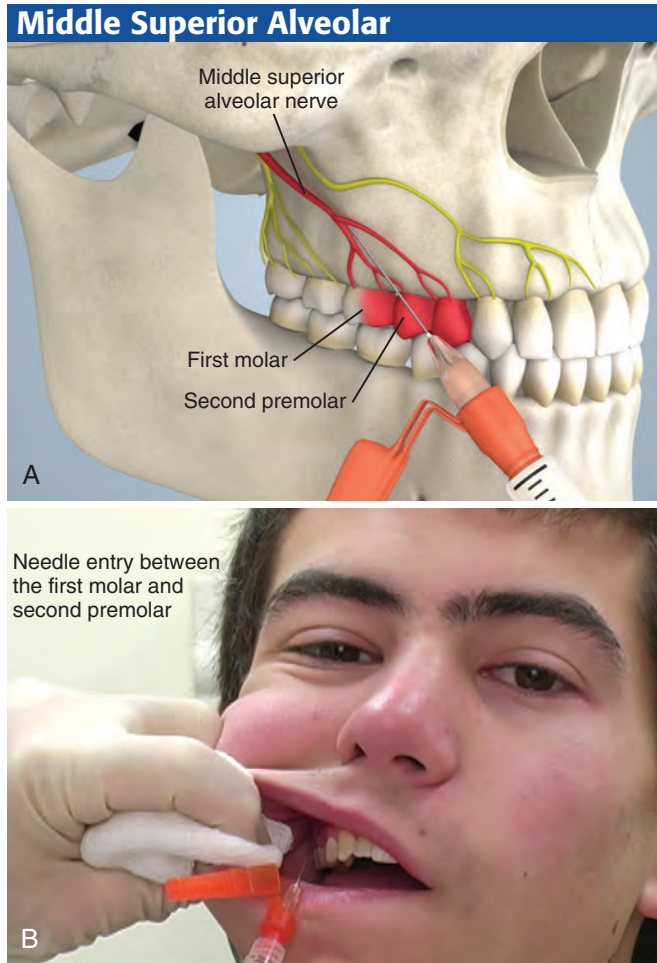 Middle Superior Alveolar
Middle superior
alveolar nerve
First molar
Second premolar
A
Needle entry between
the first molar and
second premolar
B